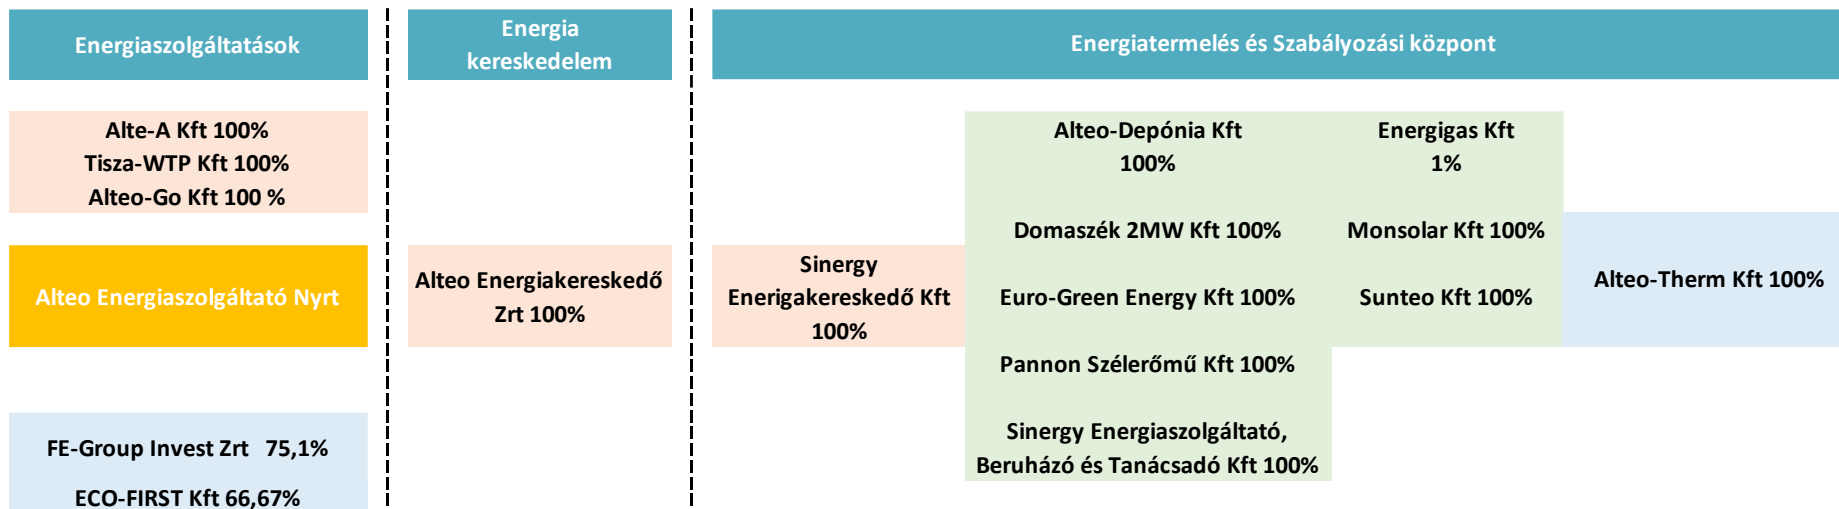 Energiaszolgáltatások
Energia
kereskedelem
Energiatermelés és Szabályozási központ
Alte-A Kft 100%
Tisza-WTP Kft 100%
Alteo-Go Kft 100 %
Alteo Energiaszolgáltató Nyrt
FE-Group Invest Zrt 75,1%
ECO-FIRST Kft 66,67%
Alteo Energiakereskedő
Zrt 100%
Sinergy
Enerigakereskedő Kft
100%
Alteo-Depónia Kft
100%
Domaszék 2MW Kft 100%
Euro-Green Energy Kft 100%
Pannon Szélerőmű Kft 100%
Sinergy Energiaszolgáltató,
Beruházó és Tanácsadó Kft 100%
Energigas Kft
1%
Monsolar Kft 100%
Sunteo Kft 100%
Alteo-Therm Kft 100%